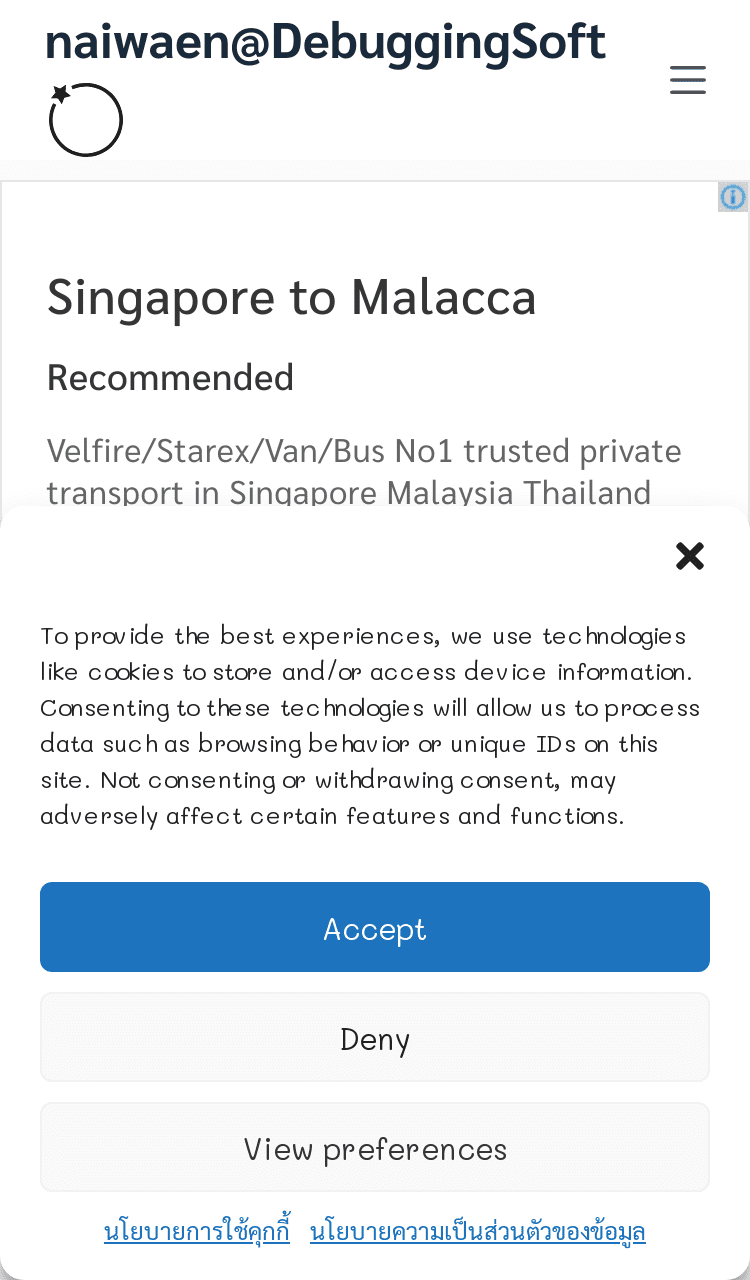 naiwaen@DebuggingSoft
Singapore to Malacca
Recommended
Velfire/Starex/Van/Bus No1 trusted private
transport in Singapore Malaysia Thailand
To provide the best experiences, we use technologies
like cookies to store and/or access device information.
Consenting to these technologies will allow us to process
data such as browsing behavior or unique IDs on this
site. Not consenting or withdrawing consent, may
adversely affect certain features and functions.
Accept
Deny
View preferences
นโยบายการใช้คุกกี้ นโยบายความเป็นส่วนตัวของข้อมูล